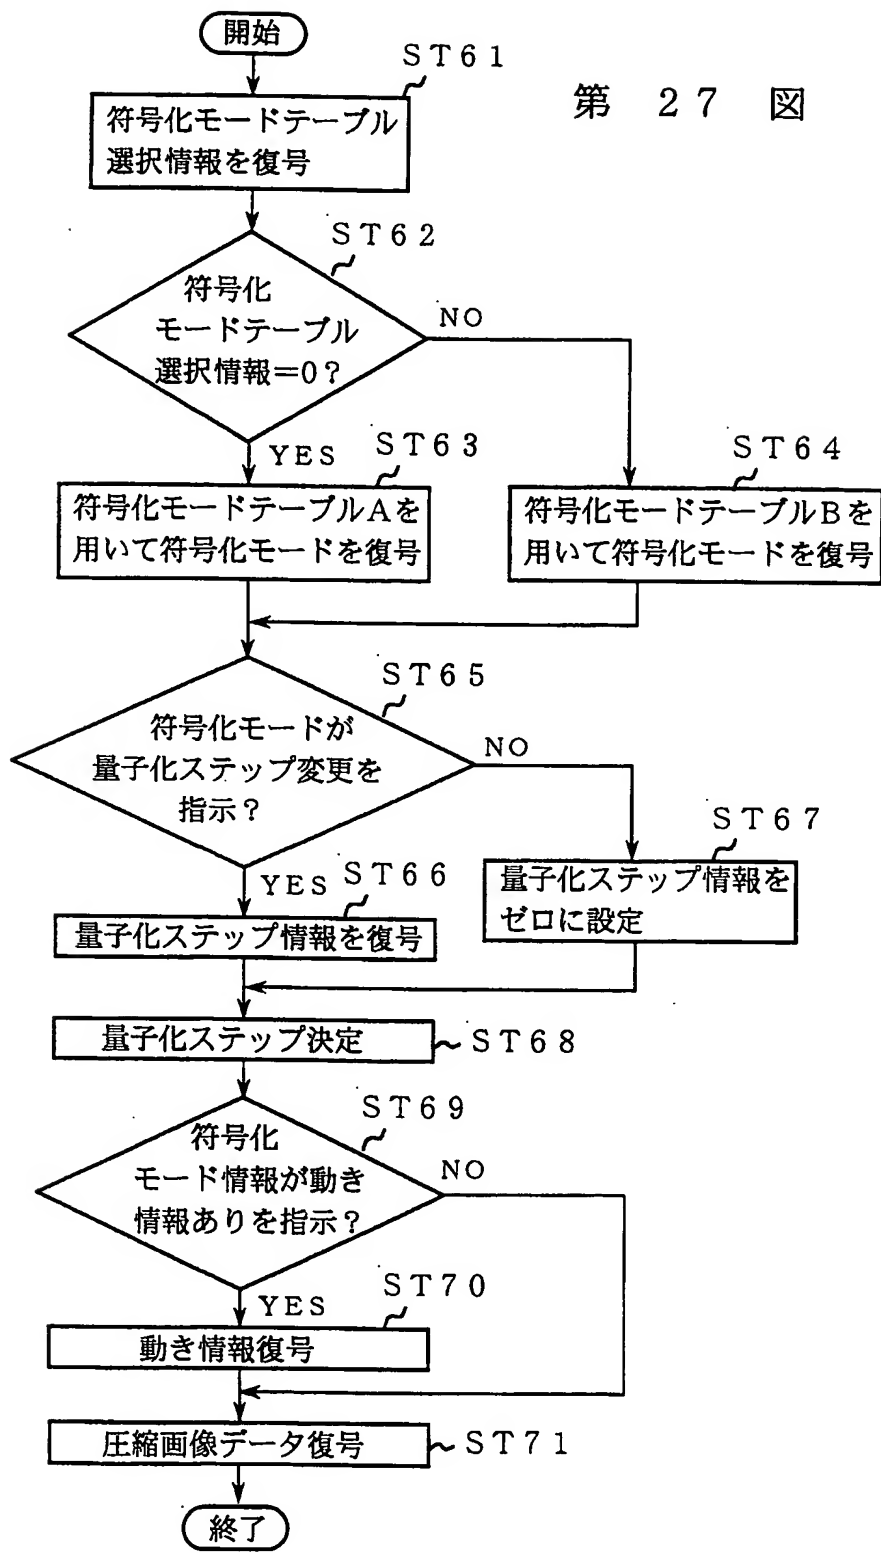 開始
ST61
第 27 図
符号化モードテーブル
選択情報を復号
ST62
符号化
モードテーブル
選択情報=0?
NO
YES
ST63
ST64
符号化モードテーブルAを
用いて符号化モードを復号
符号化モードテーブルBを
用いて符号化モードを復号
ST65
符号化モードが
量子化ステップ変更を
指示?
NO
YES
ST66
ST67
量子化ステップ情報を復号
量子化ステップ情報を
ゼロに設定
量子化ステップ決定
ST68
ST69
符号化
モード情報が動き
情報ありを指示?
NO
YES
ST70
動き情報復号
圧縮画像データ復号
ST71
終了